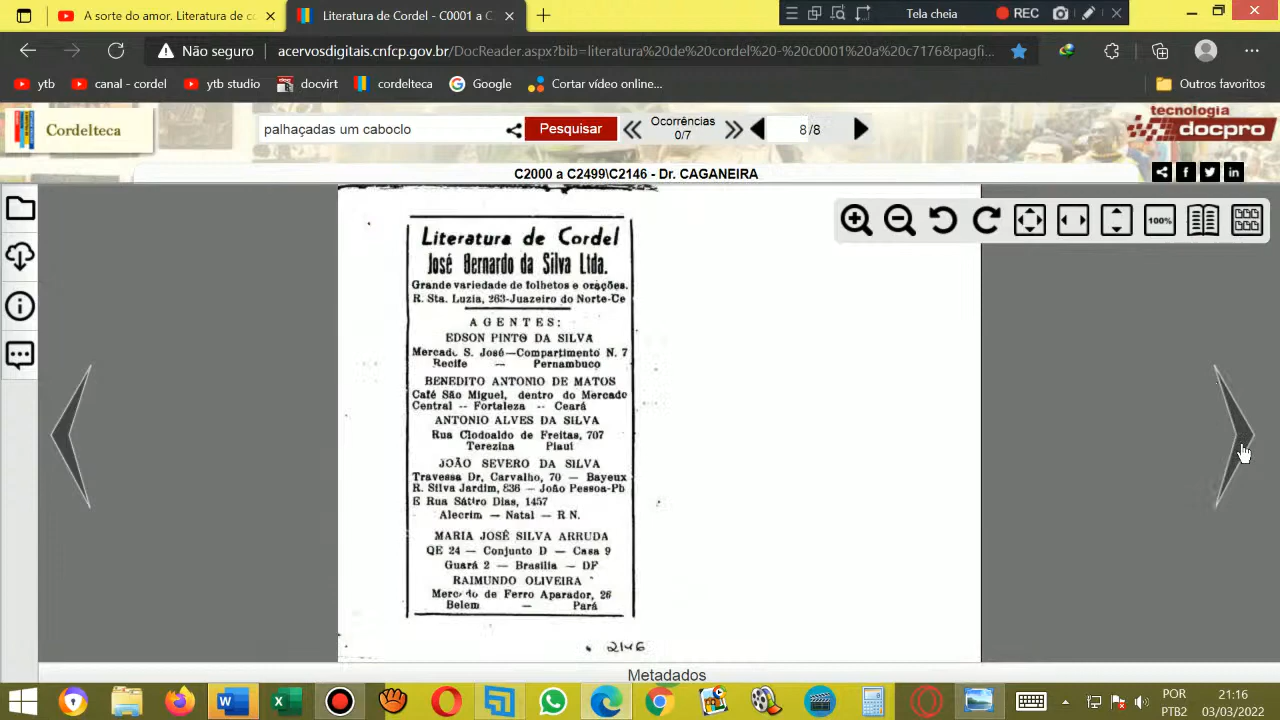 A sorte do amor. Literatura de co
Literatura de Cordel - C0001 a C
Tela cheia
REC
Não seguro
acervosdigitais.cnfcp.gov.br/DocReader.aspx?bib=literatura%20de%20cordel%20-%20c0001%20a%20c7176&pagfi...
ytb
canal - cordel
ytb studio
docvirt
cordelteca
Google
Cortar vídeo online...
Outros favoritos
Cordelteca
palhaçadas um caboclo
Pesquisar
Ocorrências
0/7
8 /8
tecnologia
docpro
C2000 a C2499\C2146 - Dr. CAGANEIRA
100%
Literatura de Cordel
José Bernardo da Silva Ltda.
Grande variedade de folhetos e orações.
R. Sta. Luzia, 263-Juazeiro do Norte-Ce
AGENTES:
EDSON PINTO DA SILVA
Mercado S. José—Compartimento N. 7
Recife — Pernambuco
BENEDITO ANTONIO DE MATOS
Café São Miguel, dentro do Mercado
Central -- Fortaleza -- Ceará
ANTONIO ALVES DA SILVA
Rua Clodoaldo de Freitas, 707
Terezina Piauí
JOÃO SEVERO DA SILVA
Travessa Dr, Carvalho, 70 — Bayeux
R. Silva Jardim, 836 — João Pessoa-Pb
E Rua Sátiro Dias, 1457
Alecrim — Natal — R N.
MARIA JOSÉ SILVA ARRUDA
QE 24 — Conjunto D — Casa 9
Guará 2 — Brasilia — DF
RAIMUNDO OLIVEIRA
Mercado de Ferro Aparador, 26
Belem — Pará
2146
Metadados
POR
PTB2
21:16
03/03/2022